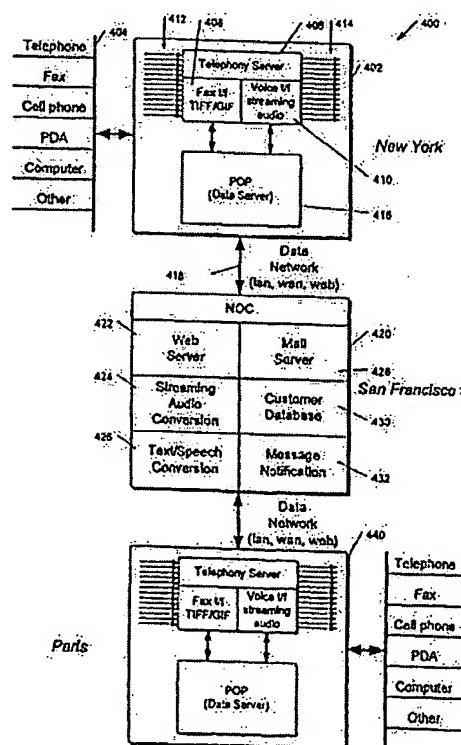 412
408
406
414
400
404
Telephone
Fax
Cell phone
PDA
Computer
Other
Telephony Server
Fax I/I
TIFF/GIF
Voice I/I
streaming
audio
402
New York
410
POP
(Data Server)
416
418
Data
Network
(lan, wan, web)
NOC
422
Web
Server
Mail
Server
420
428
424
Streaming
Audio
Conversion
Customer
Database
San Francisco
430
426
Text/Speech
Conversion
Message
Notification
432
Data
Network
(lan, wan, web)
440
Telephony Server
Fax I/I
TIFF/GIF
Voice I/I
streaming
audio
Paris
POP
(Data Server)
Telephone
Fax
Cell phone
PDA
Computer
Other